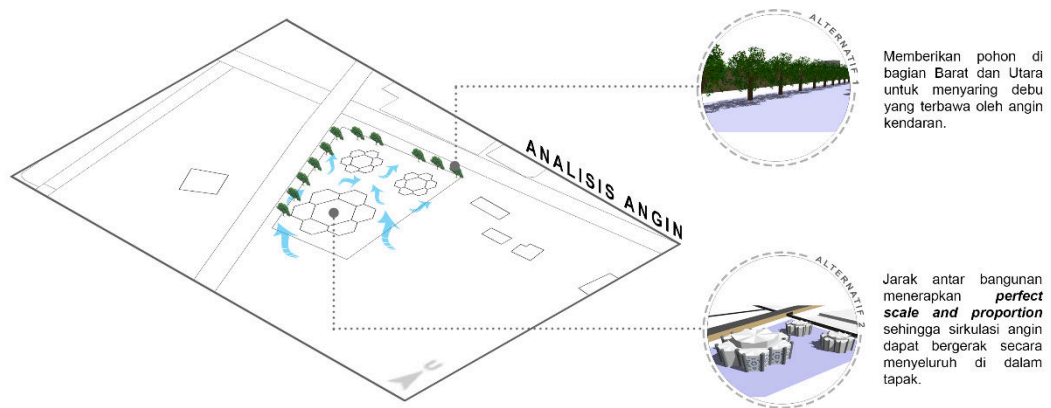 ALTERNATIF 1
Memberikan pohon di
bagian Barat dan Utara
untuk menyaring debu
yang terbawa oleh angin
kendaran.
ANALISIS ANGIN
ALTERNATIF 2
Jarak antar bangunan
menerapkan perfect
scale and proportion
sehingga sirkulasi angin
dapat bergerak secara
menyeluruh di dalam
tapak.
U